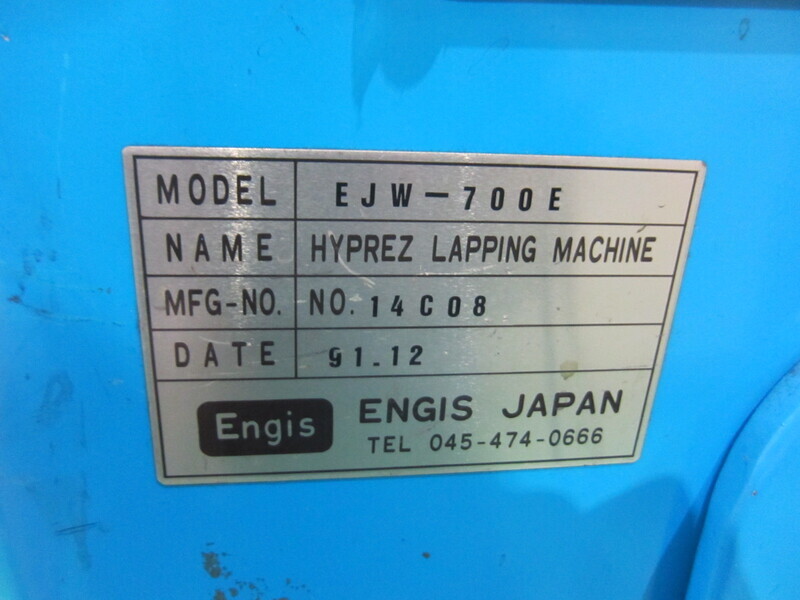 MODEL EJW-700E
NAME HYPREZ LAPPING MACHINE
MFG-NO. NO. 14C08
DATE 91.12
Engis ENGIS JAPAN
TEL 045-474-0666